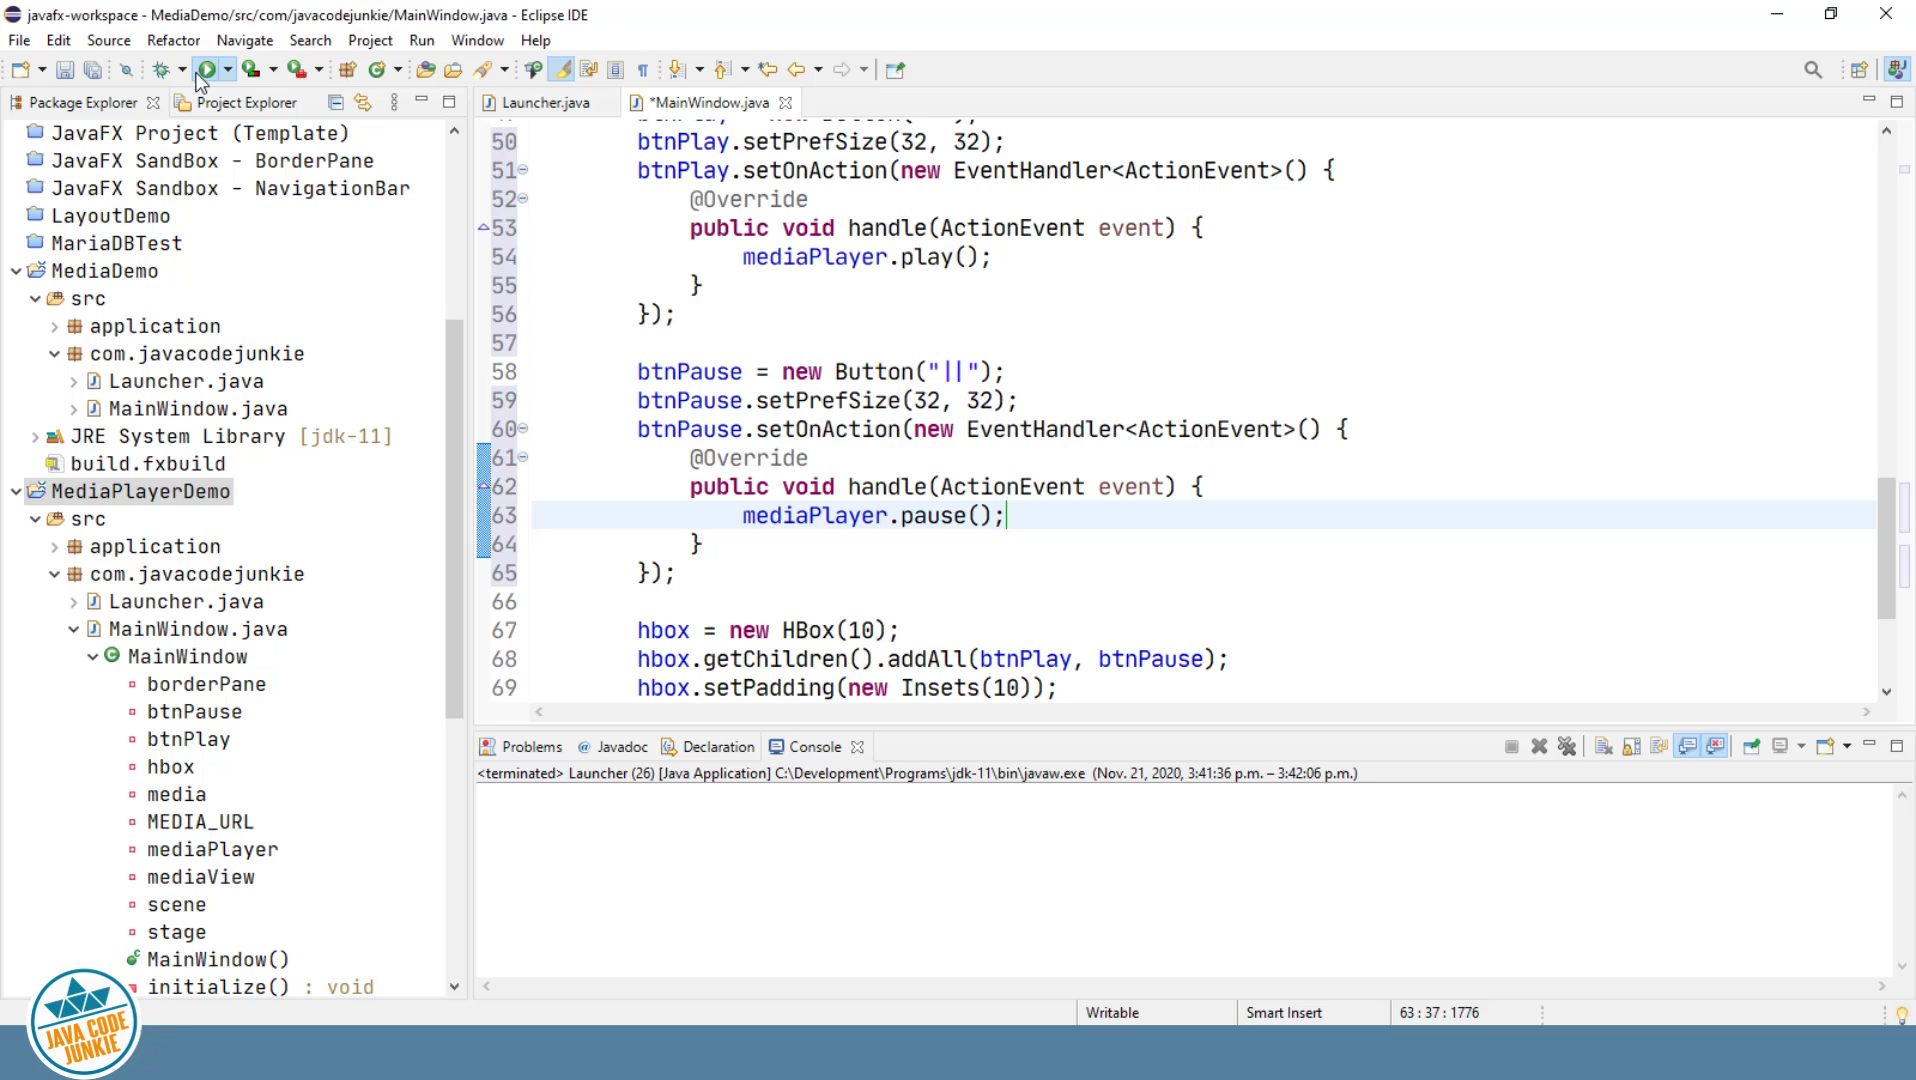 javafx-workspace - MediaDemo/src/com/javacodejunkie/MainWindow.java - Eclipse IDE
File Edit Source Refactor Navigate Search Project Run Window Help
Package Explorer Project Explorer
Launcher.java *MainWindow.java
JavaFX Project (Template)
JavaFX SandBox - BorderPane
JavaFX Sandbox - NavigationBar
LayoutDemo
MariaDBTest
MediaDemo
src
application
com.javacodejunkie
Launcher.java
MainWindow.java
JRE System Library [jdk-11]
build.fxbuild
MediaPlayerDemo
src
application
com.javacodejunkie
Launcher.java
MainWindow.java
MainWindow
borderPane
btnPause
btnPlay
hbox
media
MEDIA_URL
mediaPlayer
mediaView
scene
stage
MainWindow()
initialize() : void
50 btnPlay.setPrefSize(32, 32);
51 btnPlay.setOnAction(new EventHandler<ActionEvent>() {
52 @Override
53 public void handle(ActionEvent event) {
54 mediaPlayer.play();
55 }
56 });
57
58 btnPause = new Button("||");
59 btnPause.setPrefSize(32, 32);
60 btnPause.setOnAction(new EventHandler<ActionEvent>() {
61 @Override
62 public void handle(ActionEvent event) {
63 mediaPlayer.pause();
64 }
65 });
66
67 hbox = new HBox(10);
68 hbox.getChildren().addAll(btnPlay, btnPause);
69 hbox.setPadding(new Insets(10));
Problems @ Javadoc Declaration Console
<terminated> Launcher (26) [Java Application] C:\Development\Programs\jdk-11\bin\javaw.exe (Nov. 21, 2020, 3:41:36 p.m. – 3:42:06 p.m.)
Writable Smart Insert 63 : 37 : 1776
JAVA CODE
JUNKIE